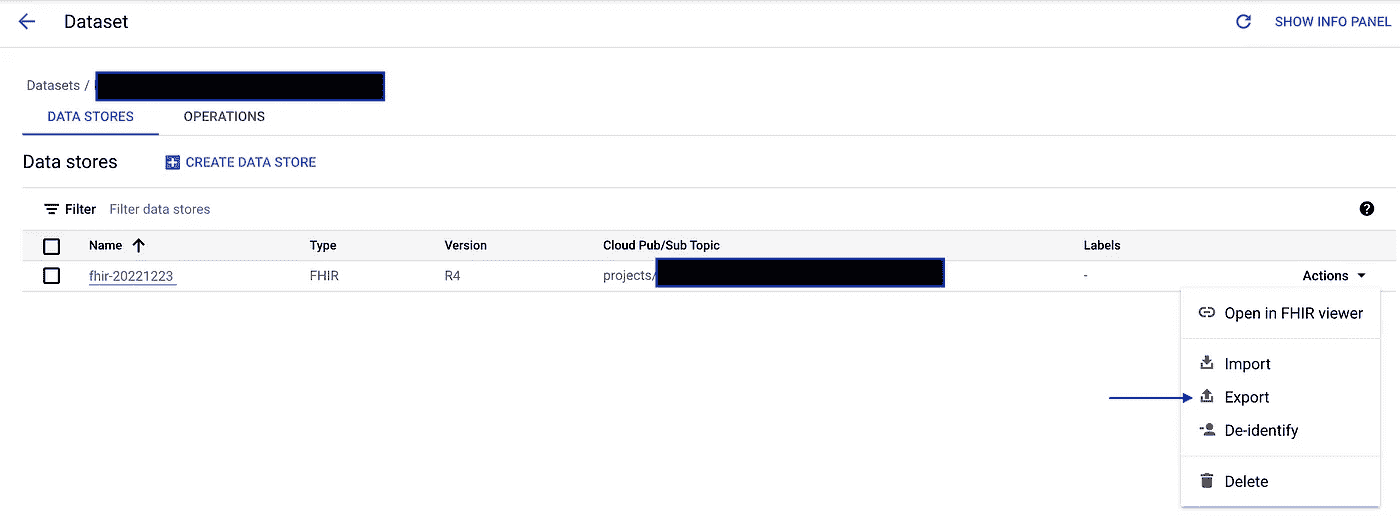 Dataset
SHOW INFO PANEL
Datasets /
DATA STORES OPERATIONS
Data stores CREATE DATA STORE
Filter Filter data stores
Name Type Version Cloud Pub/Sub Topic Labels
fhir-20221223 FHIR R4 projects/ - Actions
Open in FHIR viewer
Import
Export
De-identify
Delete